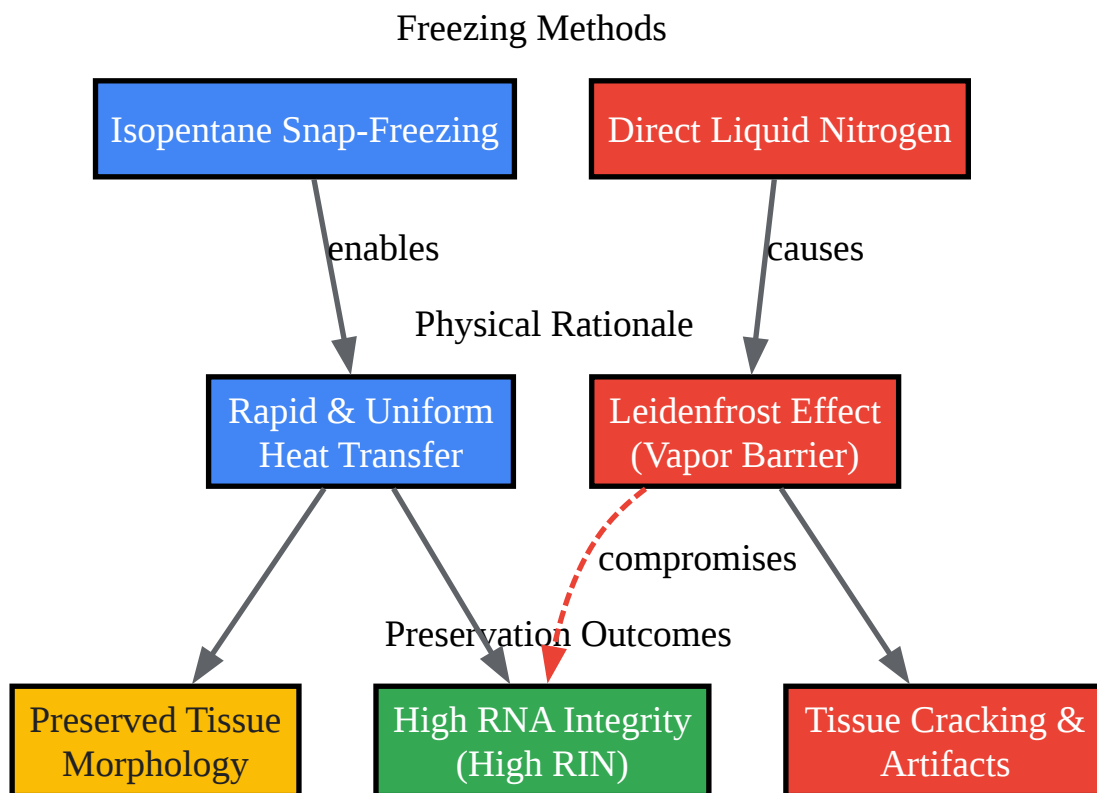 Freezing Methods
Isopentane Snap-Freezing
Direct Liquid Nitrogen
enables
causes
Physical Rationale
Rapid & Uniform
Heat Transfer
Leidenfrost Effect
(Vapor Barrier)
compromises
Preservation Outcomes
Preserved Tissue
Morphology
High RNA Integrity
(High RIN)
Tissue Cracking &
Artifacts